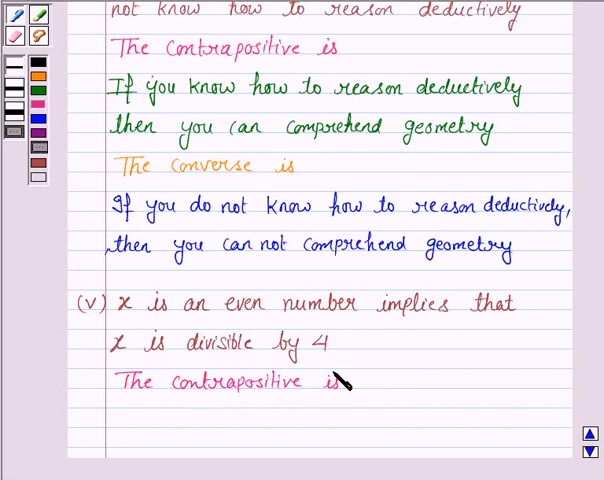 not know how to reason deductively
The contrapositive is
If you know how to reason deductively
then you can comprehend geometry
The converse is
If you do not know how to reason deductively,
then you can not comprehend geometry
(v) x is an even number implies that
x is divisible by 4
The contrapositive is